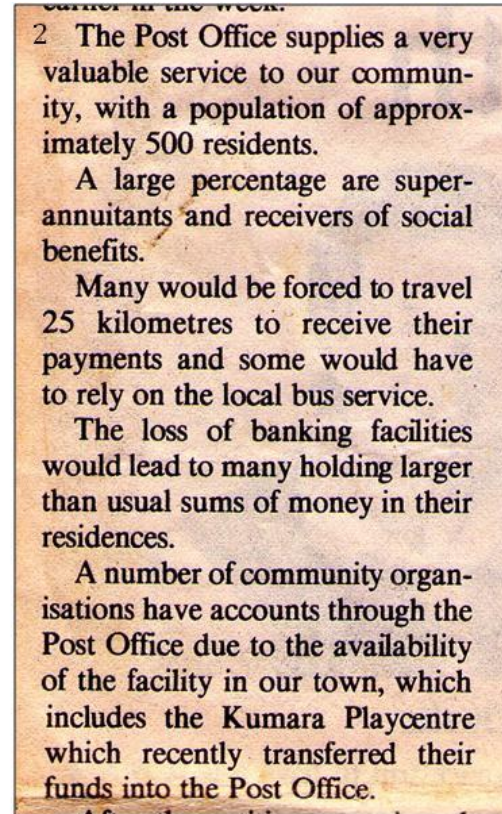 earlier in the week.
2 The Post Office supplies a very
valuable service to our commun-
ity, with a population of approx-
imately 500 residents.
A large percentage are super-
annuitants and receivers of social
benefits.
Many would be forced to travel
25 kilometres to receive their
payments and some would have
to rely on the local bus service.
The loss of banking facilities
would lead to many holding larger
than usual sums of money in their
residences.
A number of community organ-
isations have accounts through the
Post Office due to the availability
of the facility in our town, which
includes the Kumara Playcentre
which recently transferred their
funds into the Post Office.